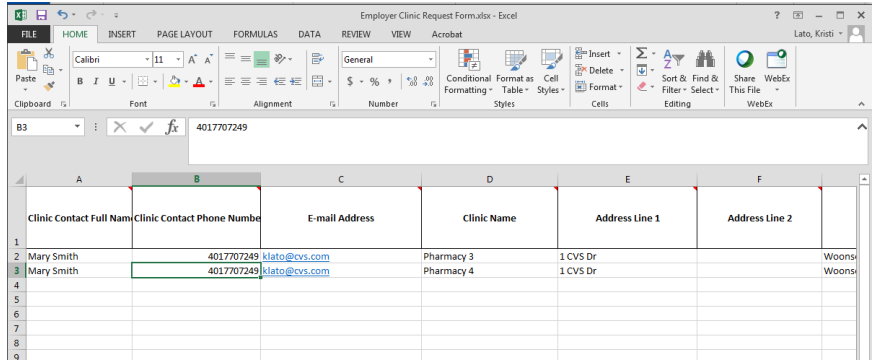 Employer Clinic Request Form.xlsx - Excel
FILE HOME INSERT PAGE LAYOUT FORMULAS DATA REVIEW VIEW Acrobat Lato, Kristi
Paste
Calibri 11 A A
B I U A
General
$ % , .0 .00 .00 .0
Conditional Formatting
Format as Table
Cell Styles
Insert
Delete
Format
Sort & Filter
Find & Select
Share This File
WebEx
Clipboard Font Alignment Number Styles Cells Editing WebEx
B3 fx 4017707249
A B C D E F
1 Clinic Contact Full Nam Clinic Contact Phone Numbe E-mail Address Clinic Name Address Line 1 Address Line 2
2 Mary Smith 4017707249 klato@cvs.com Pharmacy 3 1 CVS Dr Woons
3 Mary Smith 4017707249 klato@cvs.com Pharmacy 4 1 CVS Dr Woons
4
5
6
7
8
9